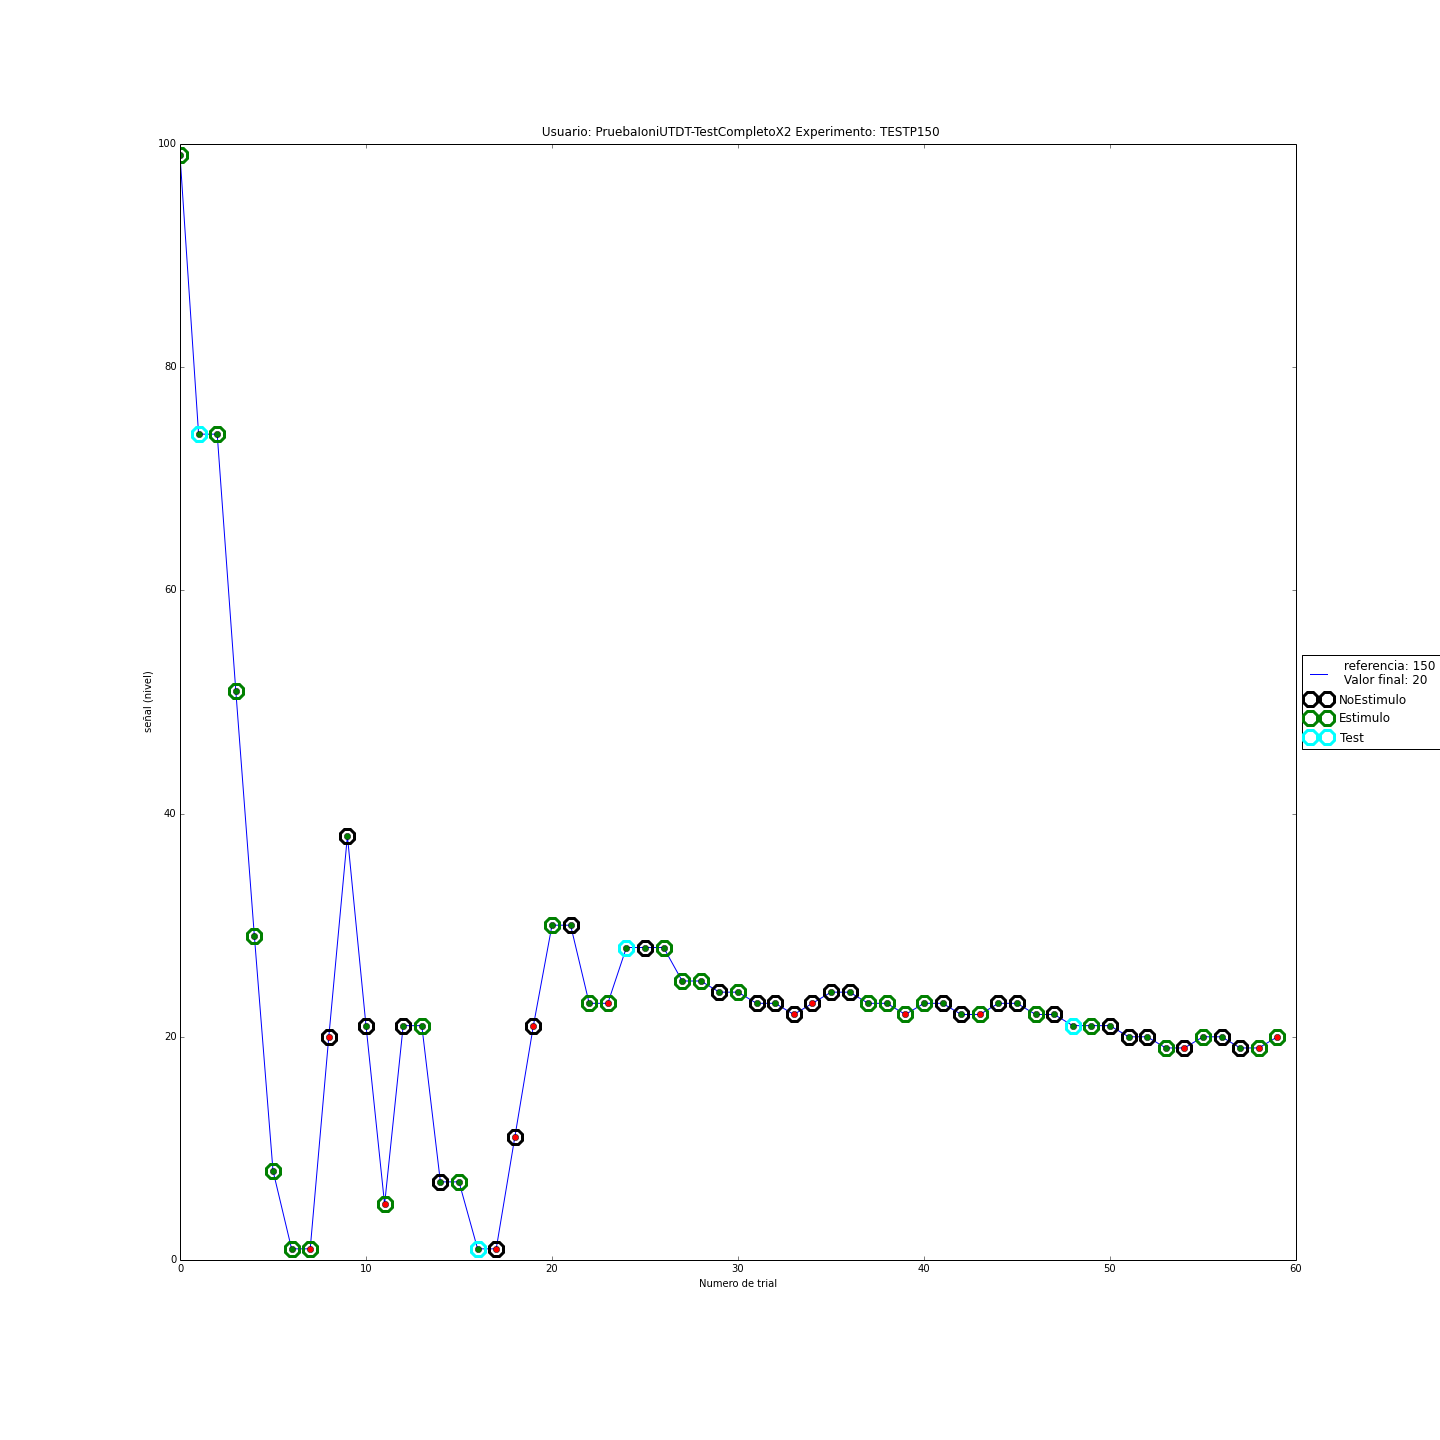 Usuario: PruebaIoniUTDT-TestCompletoX2 Experimento: TESTP150
100
80
60
40
20
0
señal (nivel)
0 10 20 30 40 50 60
Numero de trial
referencia: 150
Valor final: 20
NoEstimulo
Estimulo
Test